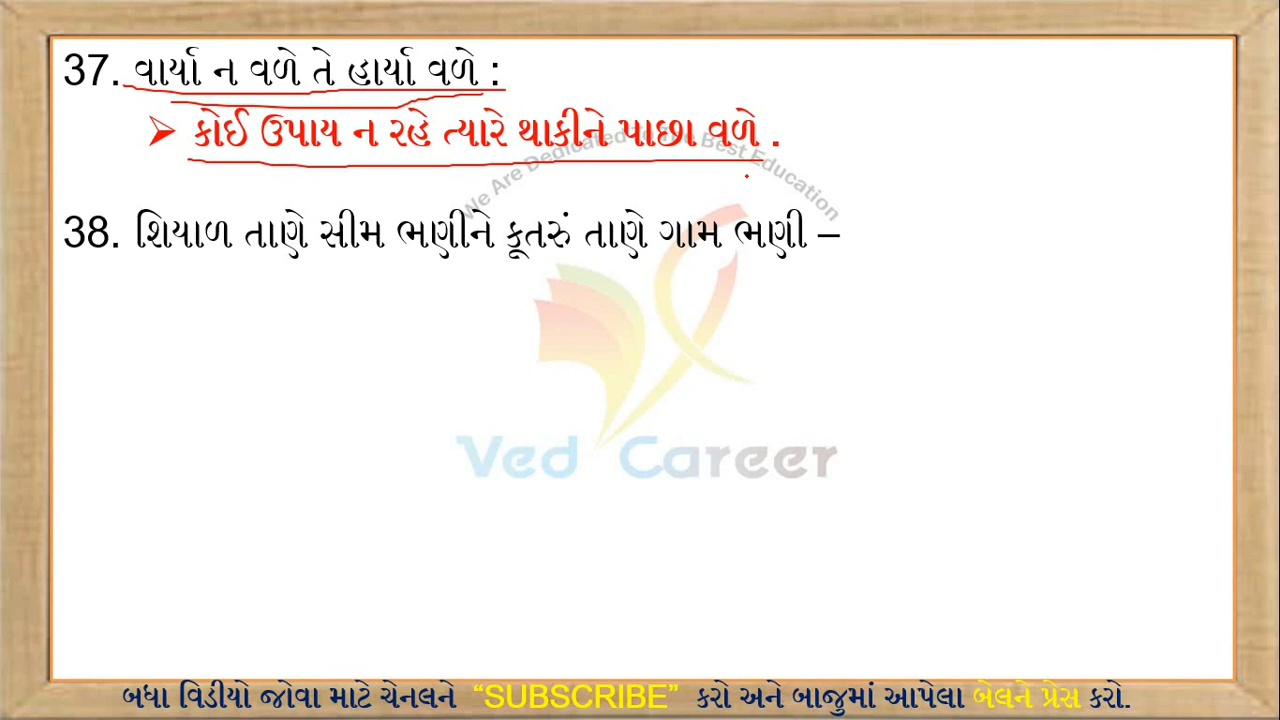 37. વાર્યા ન વળે તે હાર્યા વળે :
➢ કોઈ ઉપાય ન રહે ત્યારે થાકીને પાછા વળે .
We Are Dedicated To The Best Education
38. શિયાળ તાણે સીમ ભણીને કૂતરું તાણે ગામ ભણી –
Ved Career
બધા વિડીયો જોવા માટે ચેનલને “SUBSCRIBE” કરો અને બાજુમાં આપેલા બેલને પ્રેસ કરો.